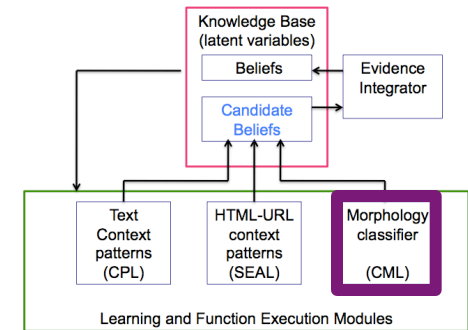 Knowledge Base
(latent variables)
Beliefs
Candidate
Beliefs
Evidence
Integrator
Text
Context
patterns
(CPL)
HTML-URL
context
patterns
(SEAL)
Morphology
classifier
(CML)
Learning and Function Execution Modules